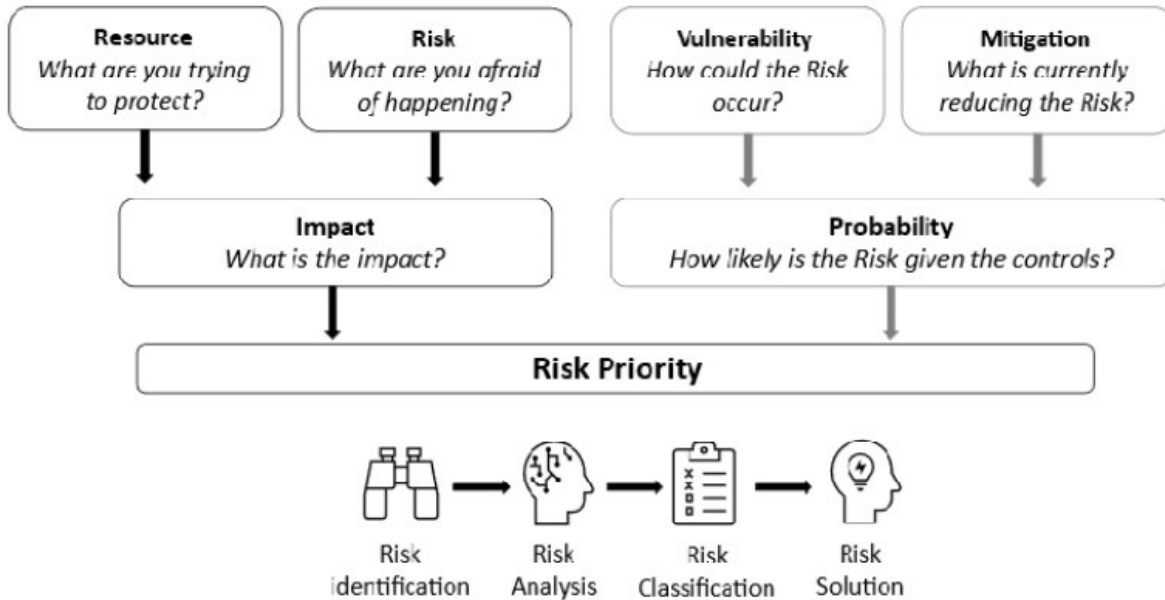 Resource
What are you trying
to protect?
Risk
What are you afraid
of happening?
Vulnerability
How could the Risk
occur?
Mitigation
What is currently
reducing the Risk?
Impact
What is the impact?
Probability
How likely is the Risk given the controls?
Risk Priority
Risk
identification
Risk
Analysis
Risk
Classification
Risk
Solution